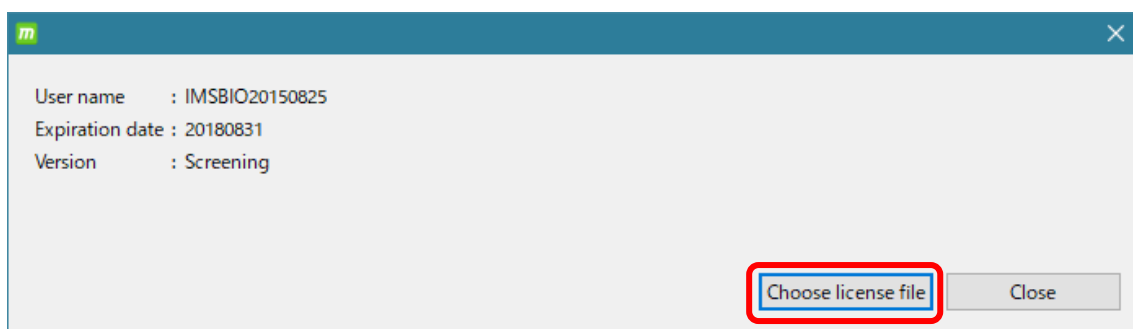 m
User name : IMSBIO20150825
Expiration date : 20180831
Version : Screening
Choose license file Close